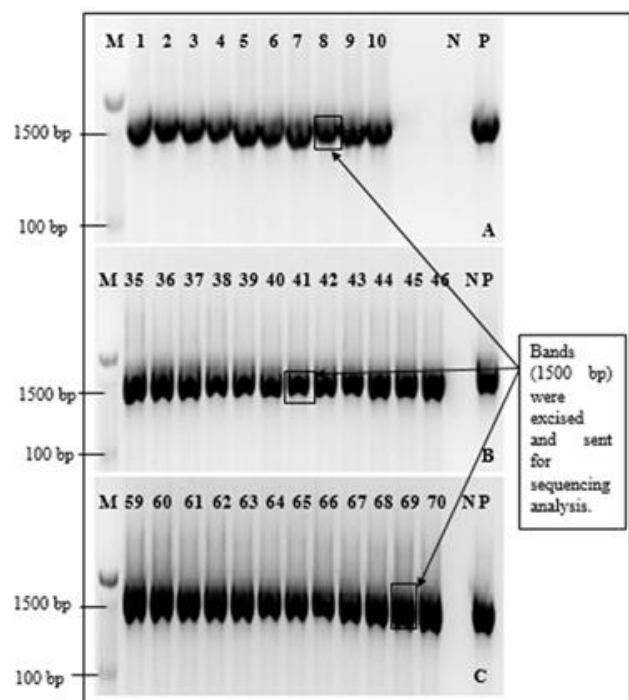 M 1 2 3 4 5 6 7 8 9 10 N P
1500 bp
100 bp
A
M 35 36 37 38 39 40 41 42 43 44 45 46 N P
1500 bp
100 bp
B
M 59 60 61 62 63 64 65 66 67 68 69 70 N P
1500 bp
100 bp
C
Bands
(1500 bp)
were
excised
and sent
for
sequencing
analysis.